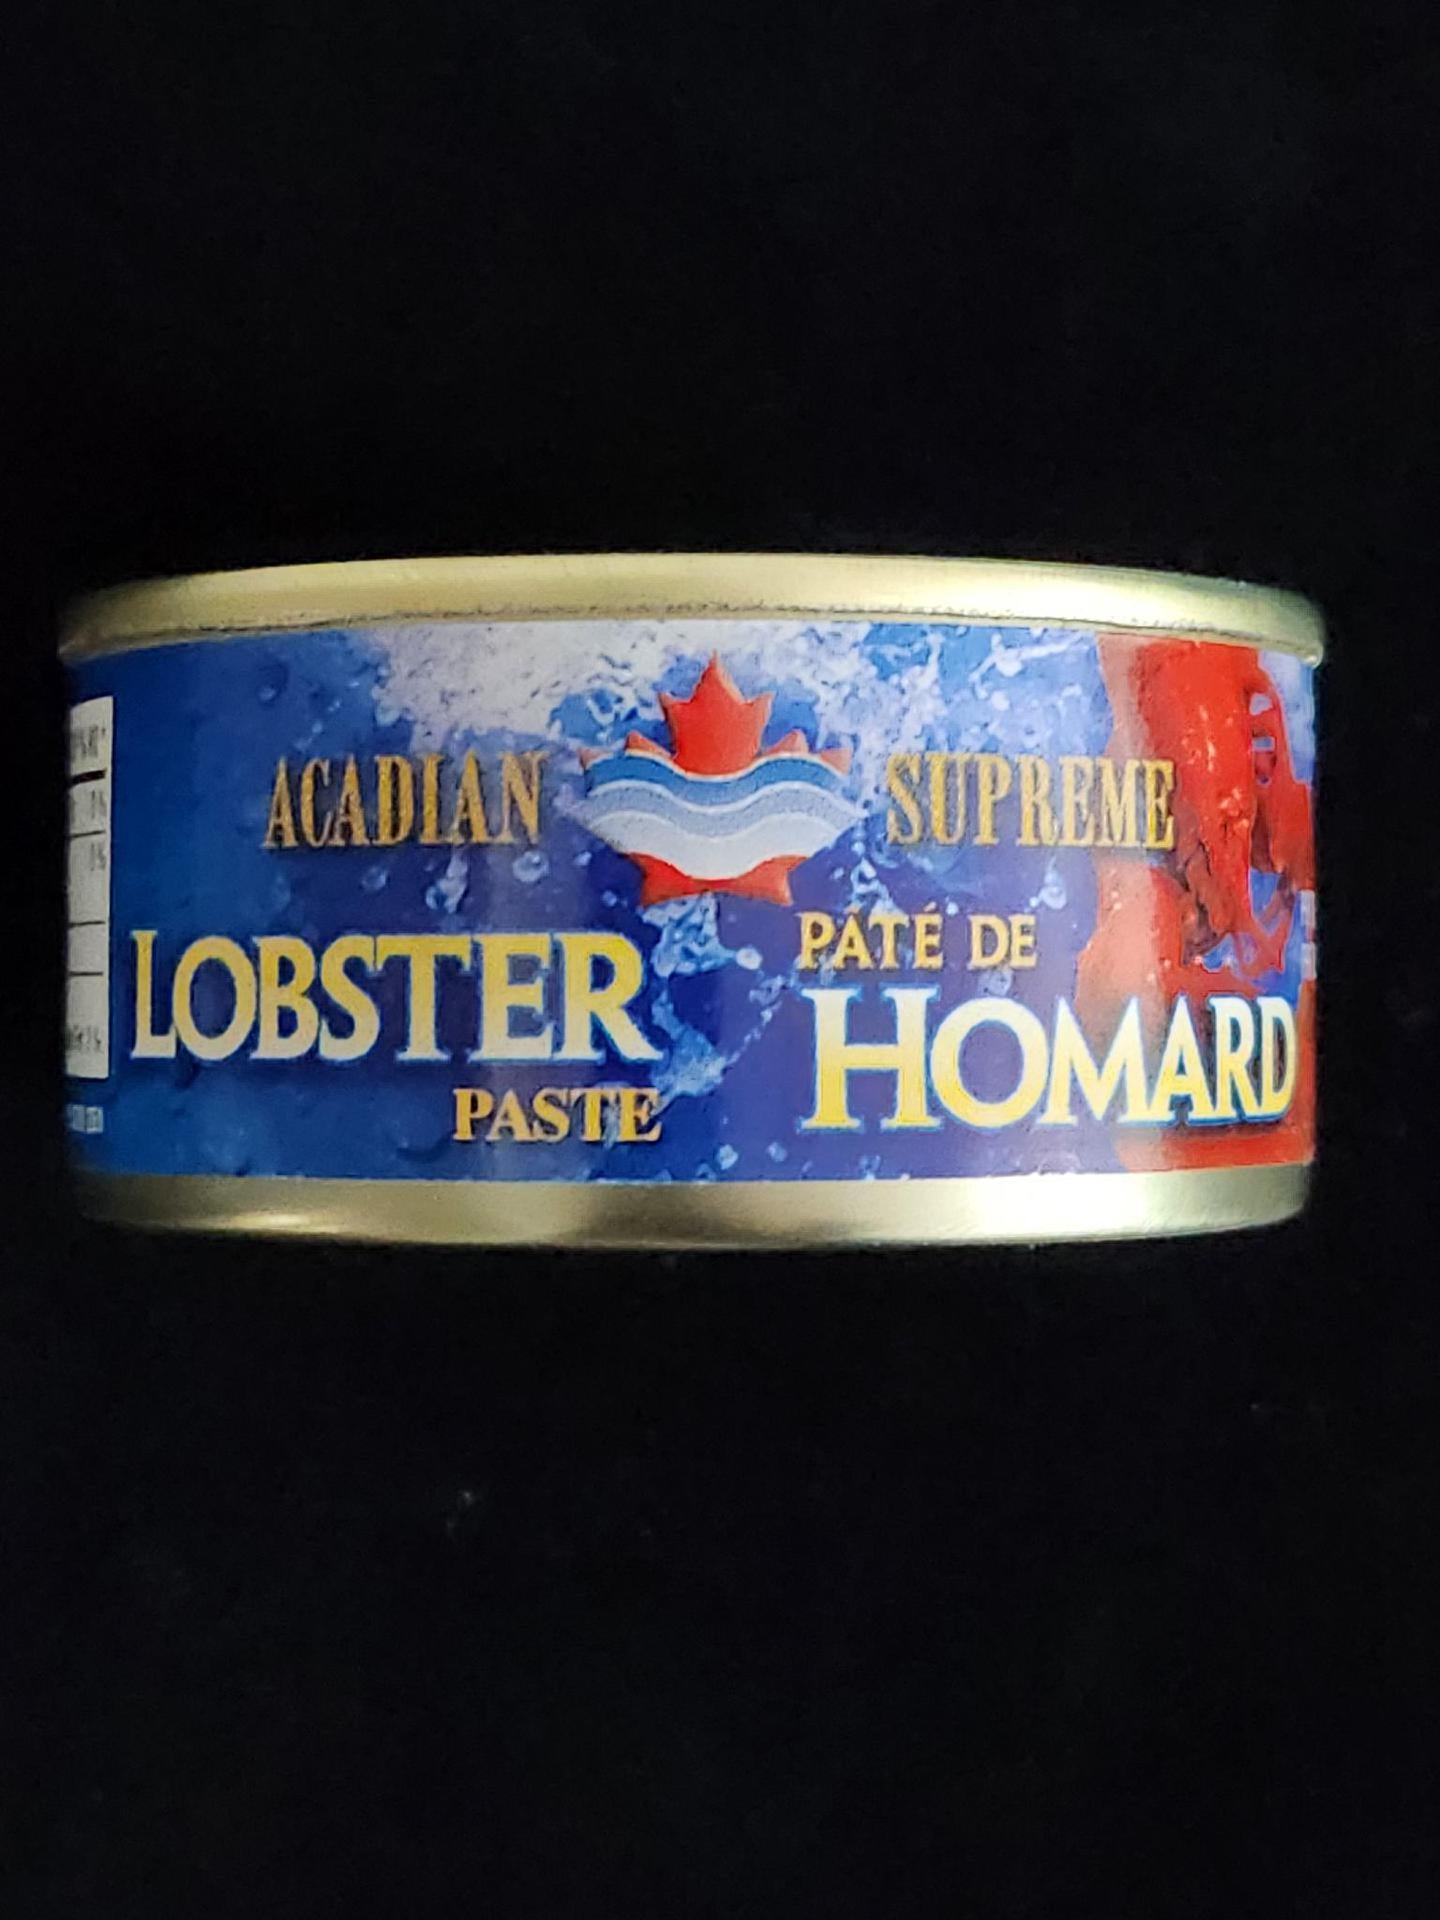 ACADIAN SUPREME
LOBSTER
PASTE
PATÉ DE
HOMARD